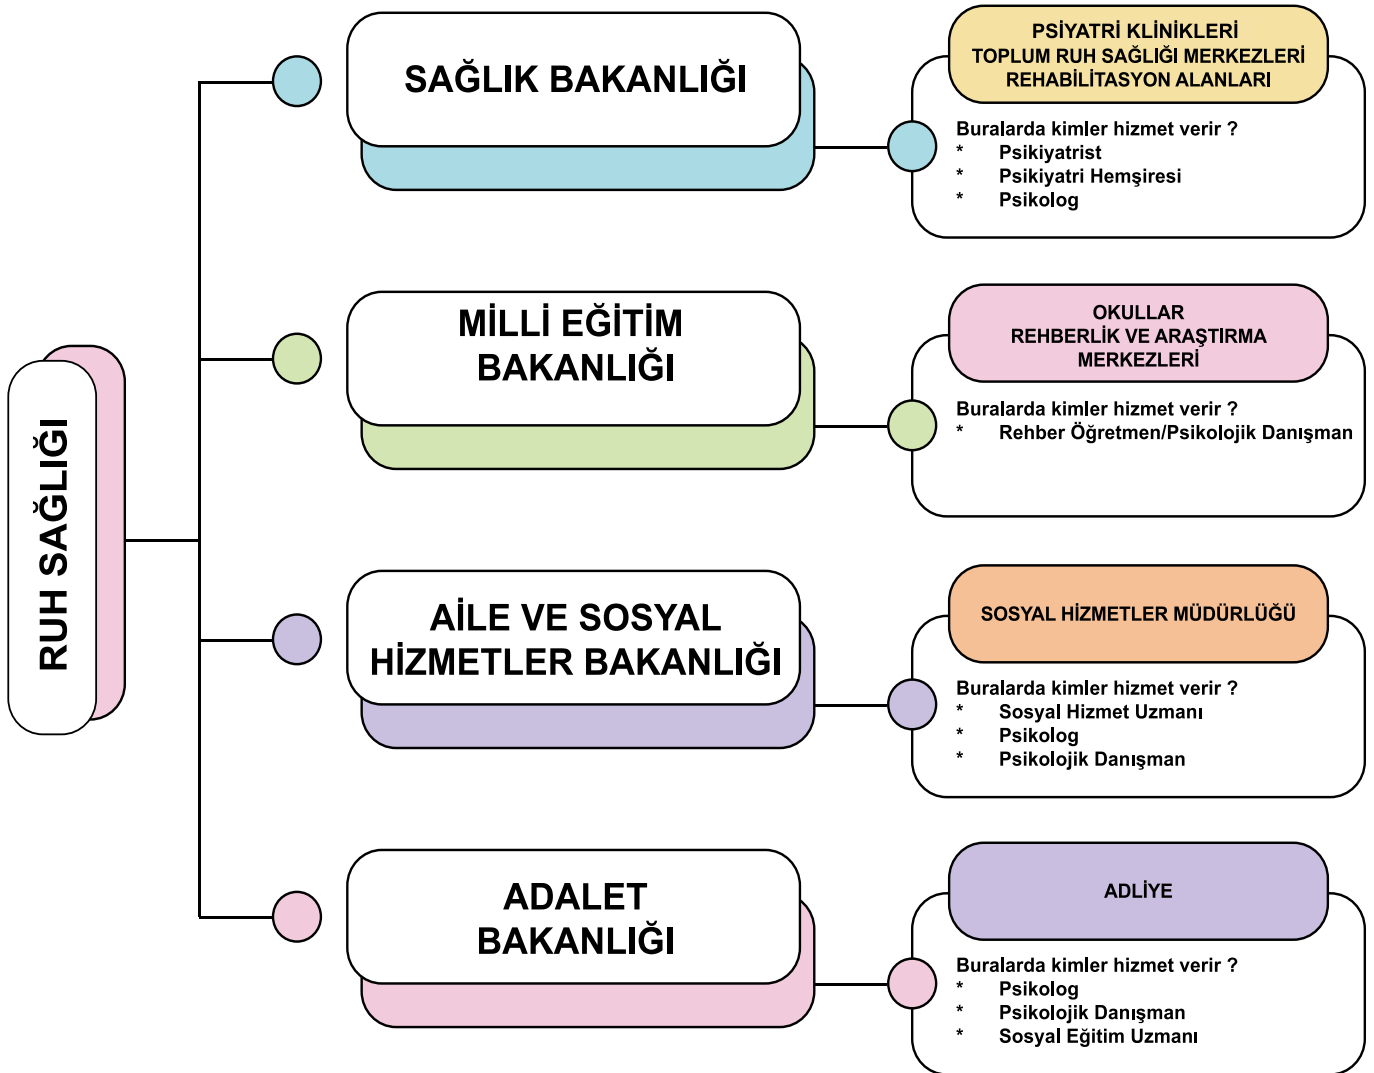 RUH SAĞLIĞI
SAĞLIK BAKANLIĞI
PSİYATRİ KLİNİKLERİ
TOPLUM RUH SAĞLIĞI MERKEZLERİ
REHABİLİTASYON ALANLARI
Buralarda kimler hizmet verir ?
* Psikiyatrist
* Psikiyatri Hemşiresi
* Psikolog
MİLLİ EĞİTİM
BAKANLIĞI
OKULLAR
REHBERLİK VE ARAŞTIRMA
MERKEZLERİ
Buralarda kimler hizmet verir ?
* Rehber Öğretmen/Psikolojik Danışman
AİLE VE SOSYAL
HİZMETLER BAKANLIĞI
SOSYAL HİZMETLER MÜDÜRLÜĞÜ
Buralarda kimler hizmet verir ?
* Sosyal Hizmet Uzmanı
* Psikolog
* Psikolojik Danışman
ADALET
BAKANLIĞI
ADLİYE
Buralarda kimler hizmet verir ?
* Psikolog
* Psikolojik Danışman
* Sosyal Eğitim Uzmanı